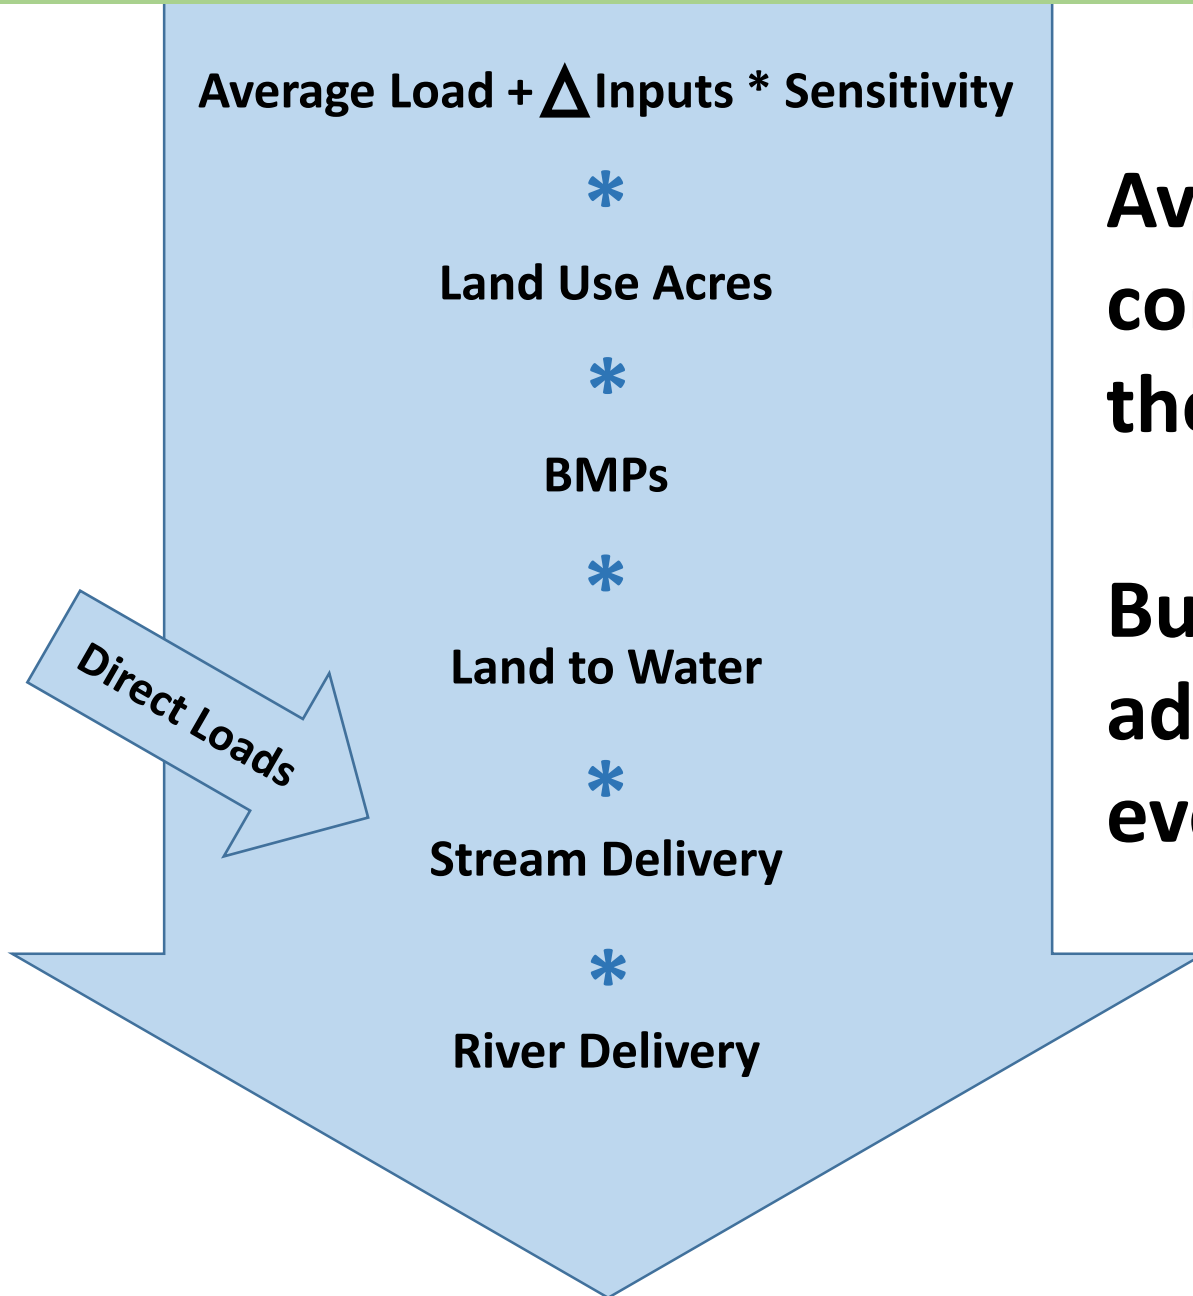 Average Load + Δ Inputs * Sensitivity
*
Land Use Acres
*
BMPs
*
Land to Water
Direct Loads
*
Stream Delivery
*
River Delivery